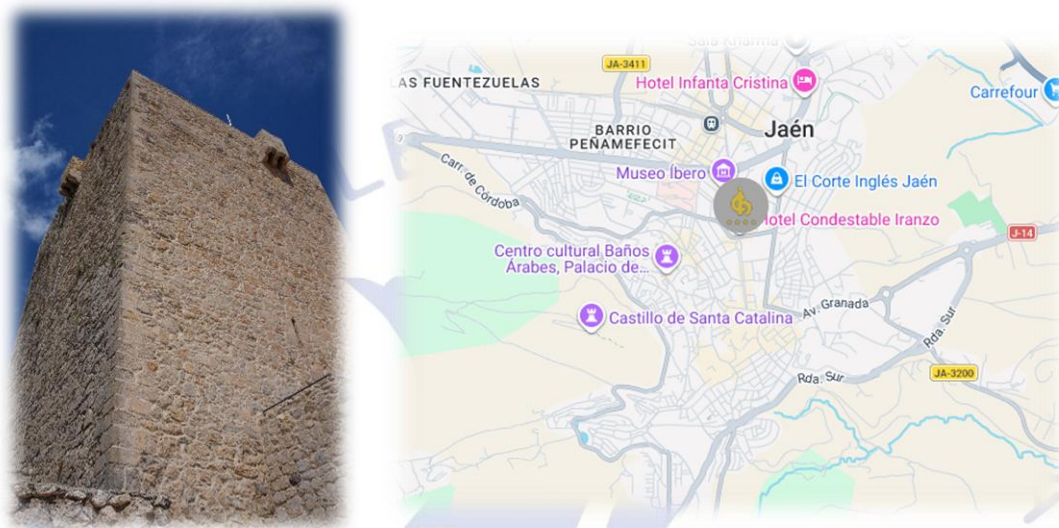 JA-3411
LAS FUENTEZUELAS
Hotel Infanta Cristina
Carrefour
BARRIO
PEÑAMEFECIT
Jaén
Carr. de Córdoba
Museo Íbero
El Corte Inglés Jaén
Hotel Condestable Iranzo
J-14
Centro cultural Baños
Árabes, Palacio de...
Av. Granada
Castillo de Santa Catalina
Rda. Sur
Rda. Sur
JA-3200